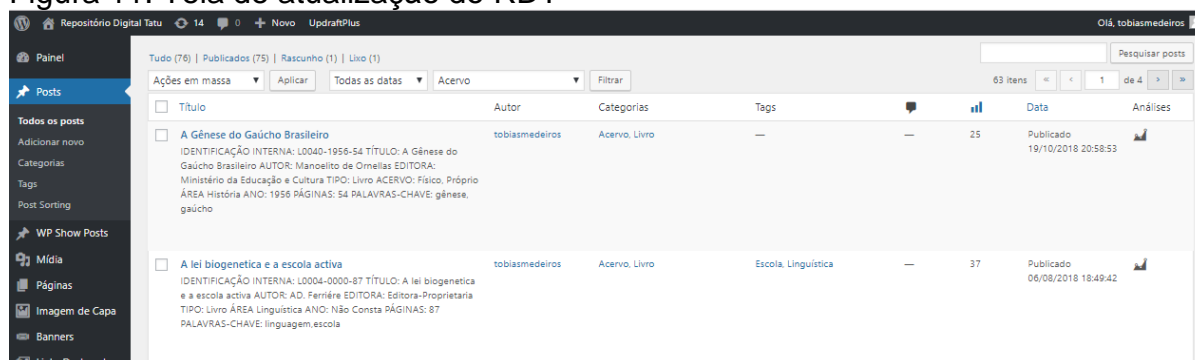 Repositório Digital Tatu 14 0 Novo UpdraftPlus Olá, tobiasmedeiros
Painel
Posts
Todos os posts
Adicionar novo
Categorias
Tags
Post Sorting
WP Show Posts
Mídia
Páginas
Imagem de Capa
Banners
Tudo (76) | Publicados (75) | Rascunho (1) | Lixo (1)
Pesquisar posts
Ações em massa Aplicar Todas as datas Acervo Filtrar 63 itens « ‹ 1 de 4 › »
Título Autor Categorias Tags Data Análises
A Gênese do Gaúcho Brasileiro tobiasmedeiros Acervo, Livro — — 25 Publicado
19/10/2018 20:58:53
IDENTIFICAÇÃO INTERNA: L0040-1956-54 TÍTULO: A Gênese do
Gaúcho Brasileiro AUTOR: Manoelito de Ornellas EDITORA:
Ministério da Educação e Cultura TIPO: Livro ACERVO: Físico, Próprio
ÁREA História ANO: 1956 PÁGINAS: 54 PALAVRAS-CHAVE: gênese,
gaúcho
A lei biogenetica e a escola activa tobiasmedeiros Acervo, Livro Escola, Linguística — 37 Publicado
06/08/2018 18:49:42
IDENTIFICAÇÃO INTERNA: L0004-0000-87 TÍTULO: A lei biogenetica
e a escola activa AUTOR: AD. Ferriére EDITORA: Editora-Proprietaria
TIPO: Livro ÁREA Linguística ANO: Não Consta PÁGINAS: 87
PALAVRAS-CHAVE: linguagem,escola